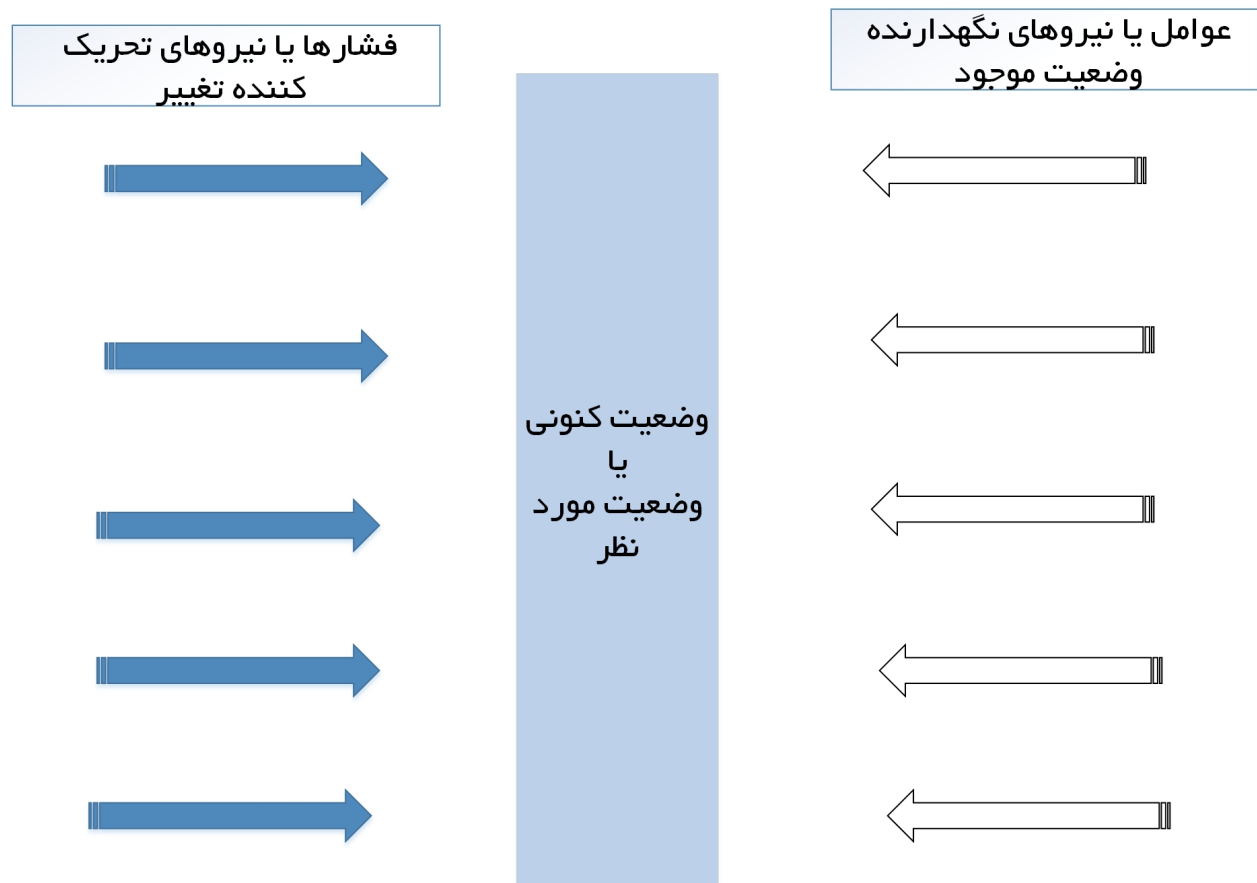 عوامل یا نیروهای نگهدارنده
وضعیت موجود
فشارها یا نیروهای تحریک
کننده تغییر
وضعیت کنونی
یا
وضعیت مورد
نظر